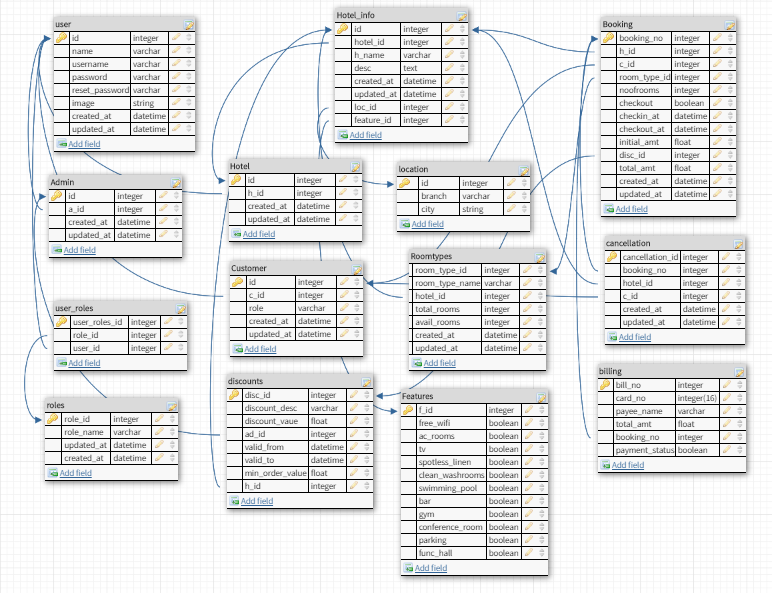 user
id integer
name varchar
username varchar
password varchar
reset_password varchar
image string
created_at datetime
updated_at datetime
Add field
Hotel_info
id integer
hotel_id integer
h_name varchar
desc text
created_at datetime
updated_at datetime
loc_id integer
feature_id integer
Add field
Booking
booking_no integer
h_id integer
c_id integer
room_type_id integer
noofrooms integer
checkout boolean
checkin_at datetime
checkout_at datetime
initial_amt float
disc_id integer
total_amt float
created_at datetime
updated_at datetime
Add field
Admin
id integer
a_id integer
created_at datetime
updated_at datetime
Add field
Hotel
id integer
h_id integer
created_at datetime
updated_at datetime
Add field
location
id integer
branch varchar
city string
Add field
Customer
id integer
c_id integer
role varchar
created_at datetime
updated_at datetime
Add field
Roomtypes
room_type_id integer
room_type_name varchar
hotel_id integer
total_rooms integer
avail_rooms integer
created_at datetime
updated_at datetime
Add field
cancellation
cancellation_id integer
booking_no integer
hotel_id integer
c_id integer
created_at datetime
updated_at datetime
Add field
user_roles
user_roles_id integer
role_id integer
user_id integer
Add field
roles
role_id integer
role_name varchar
updated_at datetime
created_at datetime
Add field
discounts
disc_id integer
discount_desc varchar
discount_vaue float
ad_id integer
valid_from datetime
valid_to datetime
min_order_value float
h_id integer
Add field
Features
f_id integer
free_wifi boolean
ac_rooms boolean
tv boolean
spotless_linen boolean
clean_washrooms boolean
swimming_pool boolean
bar boolean
gym boolean
conference_room boolean
parking boolean
func_hall boolean
Add field
billing
bill_no integer
card_no integer(16)
payee_name varchar
total_amt float
booking_no integer
payment_status boolean
Add field